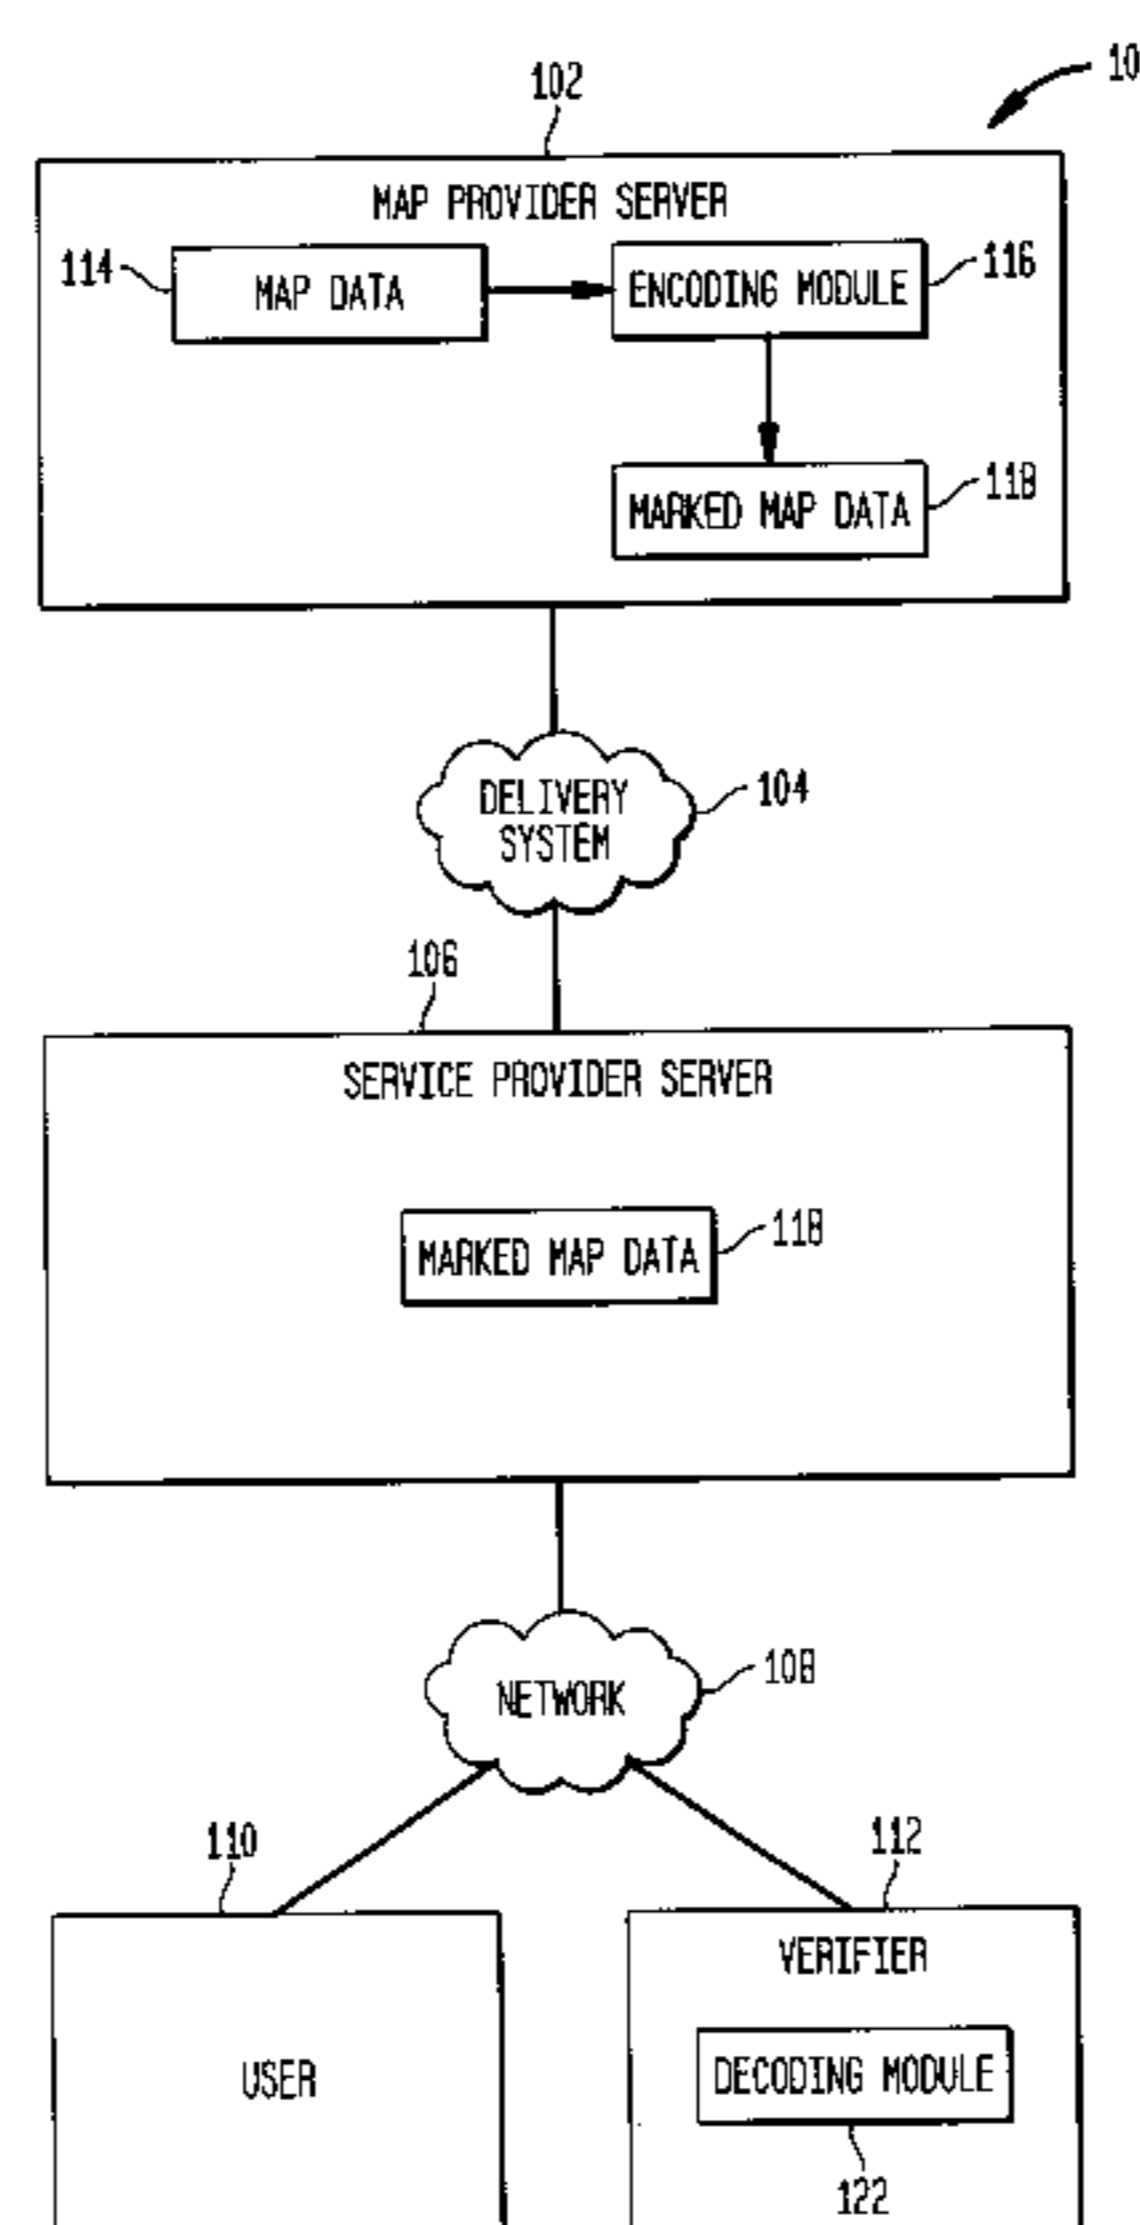 10
102
MAP PROVIDER SERVER
114
MAP DATA
ENCODING MODULE
116
MARKED MAP DATA
118
DELIVERY
SYSTEM
104
106
SERVICE PROVIDER SERVER
MARKED MAP DATA
118
NETWORK
108
110
112
VERIFIER
USER
DECODING MODULE
122